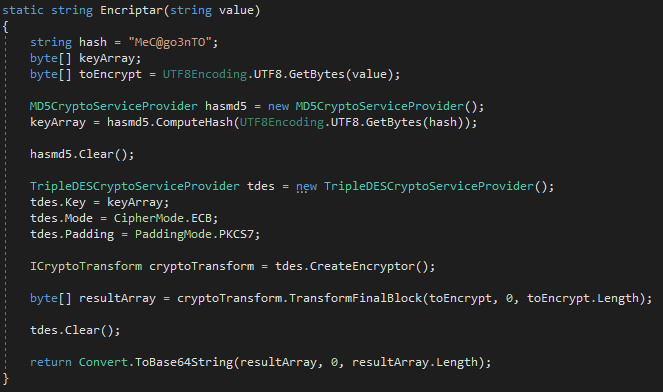 static string Encriptar(string value)
{
string hash = "MeC@go3nTO";
byte[] keyArray;
byte[] toEncrypt = UTF8Encoding.UTF8.GetBytes(value);
MD5CryptoServiceProvider hasmd5 = new MD5CryptoServiceProvider();
keyArray = hasmd5.ComputeHash(UTF8Encoding.UTF8.GetBytes(hash));
hasmd5.Clear();
TripleDESCryptoServiceProvider tdes = new TripleDESCryptoServiceProvider();
tdes.Key = keyArray;
tdes.Mode = CipherMode.ECB;
tdes.Padding = PaddingMode.PKCS7;
ICryptoTransform cryptoTransform = tdes.CreateEncryptor();
byte[] resultArray = cryptoTransform.TransformFinalBlock(toEncrypt, 0, toEncrypt.Length);
tdes.Clear();
return Convert.ToBase64String(resultArray, 0, resultArray.Length);
}